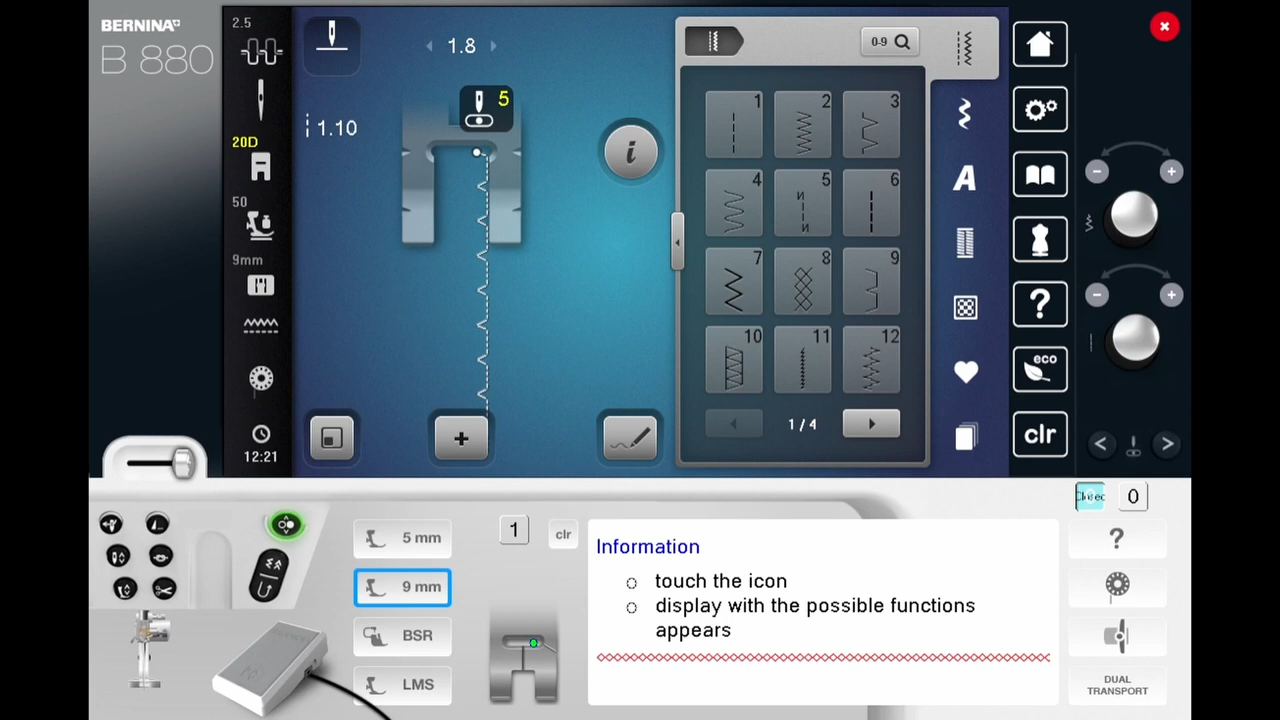 BERNINA
B 880
2.5
20D
50
9mm
12:21
1.8
1.10
5
i
0-9
1
2
3
4
5
6
7
8
9
10
11
12
1/4
A
?
eco
clr
0
5 mm
9 mm
BSR
LMS
1
clr
Information
touch the icon
display with the possible functions
appears
?
DUAL
TRANSPORT